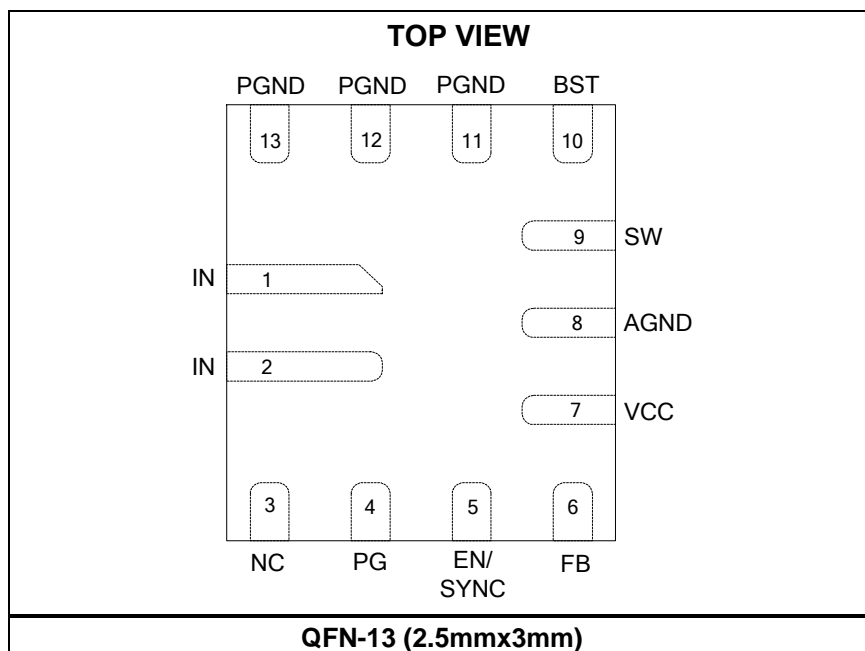 TOP VIEW
PGND PGND PGND BST
13 12 11 10
9 SW
IN 1
8 AGND
IN 2
7 VCC
3 4 5 6
NC PG EN/ FB
SYNC
QFN-13 (2.5mmx3mm)